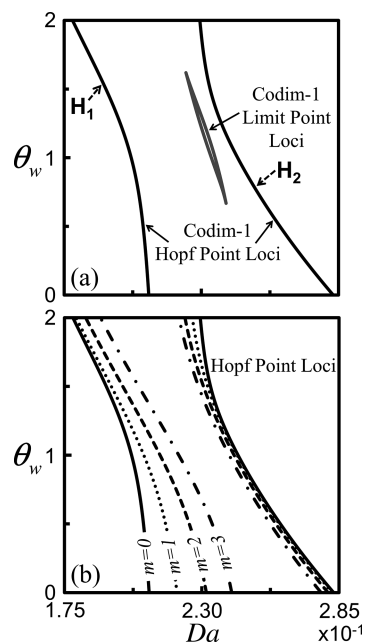 2
H₁
Codim-1
Limit Point
Loci
θw
1
H₂
Codim-1
Hopf Point Loci
(a)
0
2
Hopf Point Loci
θw
1
m=0
m=1
m=2
m=3
(b)
0
1.75 2.30 2.85
Da x10⁻¹